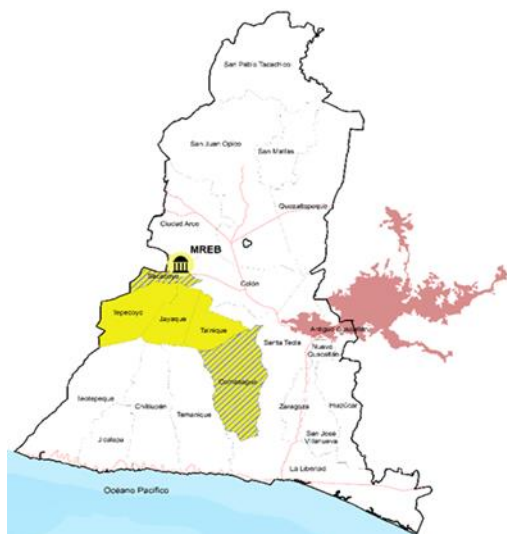 San Pablo Tacachico
San Juan Opico
San Matías
Quezaltepeque
Ciudad Arce
MREB
Sacacoyo
Colón
Tepecoyo
Jayaque
Talnique
Antiguo Cuscatlán
Santa Tecla
Nuevo
Cuscatlán
Comasagua
Teotepeque
Chiltiupán
Tamanique
Zaragoza
Huizúcar
Jicalapa
San José
Villanueva
La Libertad
Océano Pacífico